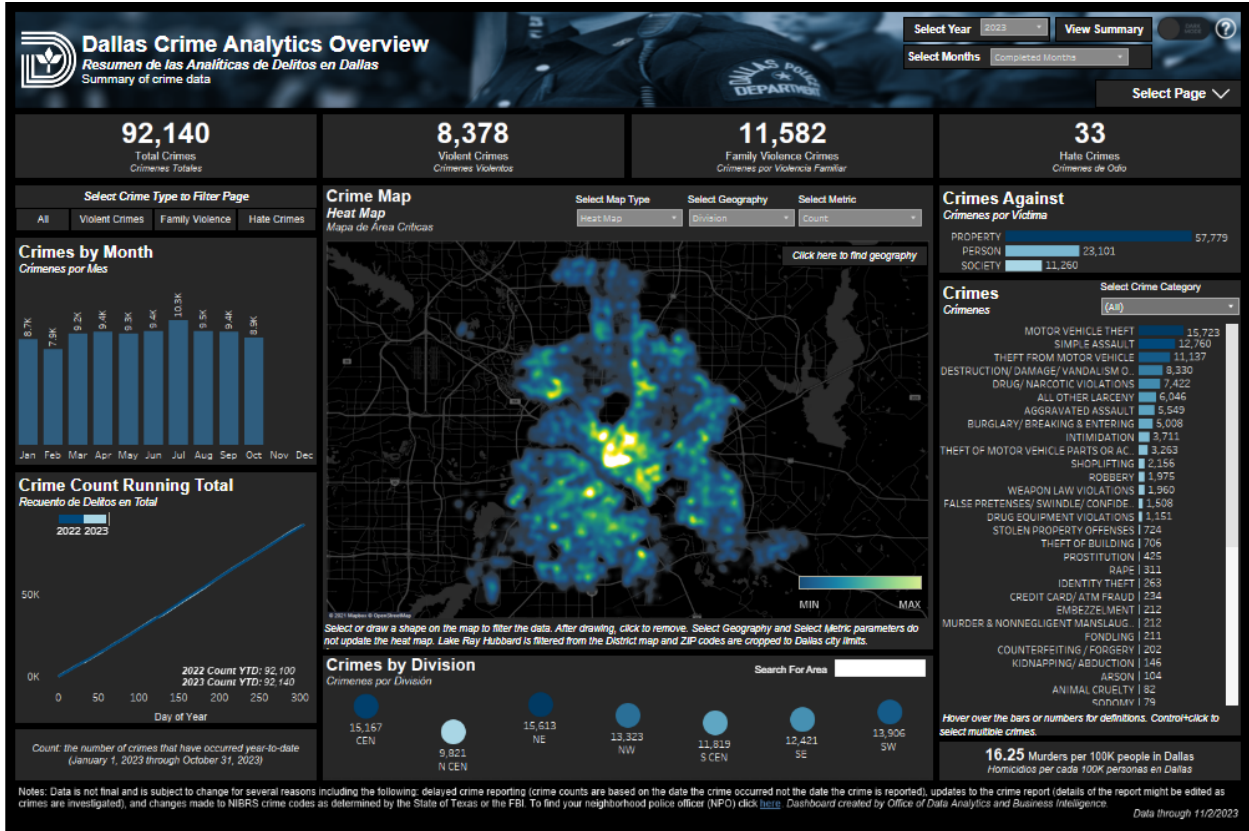 Dallas Crime Analytics Overview
Resumen de las Analíticas de Delitos en Dallas
Summary of crime data
DALLAS POLICE
DEPARTMENT
Select Year 2023
View Summary
DARK MODE
?
Select Months Completed Months
Select Page
92,140
Total Crimes
Crímenes Totales
8,378
Violent Crimes
Crímenes Violentos
11,582
Family Violence Crimes
Crímenes por Violencia Familiar
33
Hate Crimes
Crímenes de Odio
Select Crime Type to Filter Page
All Violent Crimes Family Violence Hate Crimes
Crimes by Month
Crímenes por Mes
8.7K 7.9K 9.2K 9.4K 9.3K 9.4K 10.3K 9.5K 9.4K 8.9K
Jan Feb Mar Apr May Jun Jul Aug Sep Oct Nov Dec
Crime Count Running Total
Recuento de Delitos en Total
2022 2023
50K
0K
2022 Count YTD: 92,100
2023 Count YTD: 92,140
0 50 100 150 200 250 300
Day of Year
Count: the number of crimes that have occurred year-to-date
(January 1, 2023 through October 31, 2023)
Crime Map
Heat Map
Mapa de Área Críticas
Select Map Type Select Geography Select Metric
Heat Map Division Count
Click here to find geography
MIN MAX
© 2021 Mapbox © OpenStreetMap
Select or draw a shape on the map to filter the data. After drawing, click to remove. Select Geography and Select Metric parameters do
not update the heat map. Lake Ray Hubbard is filtered from the District map and ZIP codes are cropped to Dallas city limits.
Crimes by Division
Crímenes por División
Search For Area
15,167
CEN
9,821
N CEN
15,613
NE
13,323
NW
11,819
S CEN
12,421
SE
13,906
SW
Crimes Against
Crímenes por Víctima
PROPERTY 57,779
PERSON 23,101
SOCIETY 11,260
Crimes
Crímenes
Select Crime Category
(All)
MOTOR VEHICLE THEFT 15,723
SIMPLE ASSAULT 12,760
THEFT FROM MOTOR VEHICLE 11,137
DESTRUCTION/ DAMAGE/ VANDALISM O.. 8,330
DRUG/ NARCOTIC VIOLATIONS 7,422
ALL OTHER LARCENY 6,046
AGGRAVATED ASSAULT 5,549
BURGLARY/ BREAKING & ENTERING 5,008
INTIMIDATION 3,711
THEFT OF MOTOR VEHICLE PARTS OR AC.. 3,263
SHOPLIFTING 2,156
ROBBERY 1,975
WEAPON LAW VIOLATIONS 1,960
FALSE PRETENSES/ SWINDLE/ CONFIDE.. 1,508
DRUG EQUIPMENT VIOLATIONS 1,151
STOLEN PROPERTY OFFENSES 724
THEFT OF BUILDING 706
PROSTITUTION 425
RAPE 311
IDENTITY THEFT 263
CREDIT CARD/ ATM FRAUD 234
EMBEZZELMENT 212
MURDER & NONNEGLIGENT MANSLAUG.. 212
FONDLING 211
COUNTERFEITING / FORGERY 202
KIDNAPPING/ ABDUCTION 146
ARSON 104
ANIMAL CRUELTY 82
SODOMY 79
Hover over the bars or numbers for definitions. Control+click to
select multiple crimes.
16.25 Murders per 100K people in Dallas
Homicidios per cada 100K personas en Dallas
Notes: Data is not final and is subject to change for several reasons including the following: delayed crime reporting (crime counts are based on the date the crime occurred not the date the crime is reported), updates to the crime report (details of the report might be edited as
crimes are investigated), and changes made to NIBRS crime codes as determined by the State of Texas or the FBI. To find your neighborhood police officer (NPO) click here. Dashboard created by Office of Data Analytics and Business Intelligence.
Data through 11/2/2023